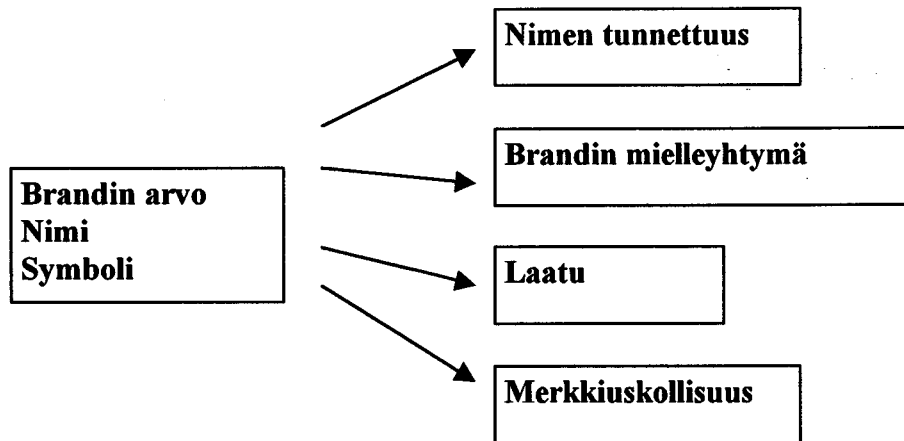 Nimen tunnettuus
Brandin mielleyhtymä
Brandin arvo
Nimi
Symboli
Laatu
Merkkiuskollisuus